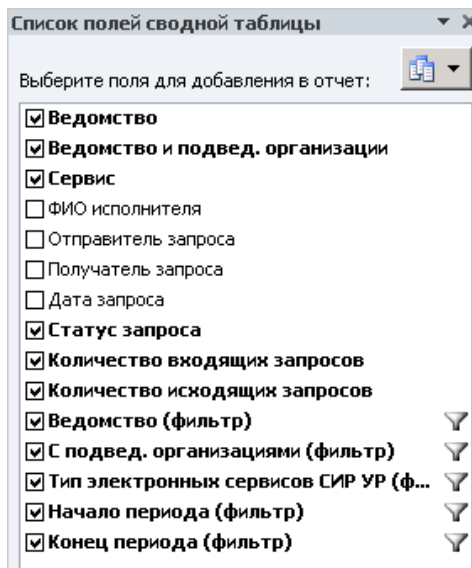 Список полей сводной таблицы
Выберите поля для добавления в отчет:
Ведомство
Ведомство и подвед. организации
Сервис
ФИО исполнителя
Отправитель запроса
Получатель запроса
Дата запроса
Статус запроса
Количество входящих запросов
Количество исходящих запросов
Ведомство (фильтр)
С подвед. организациями (фильтр)
Тип электронных сервисов СИР УР (ф...
Начало периода (фильтр)
Конец периода (фильтр)